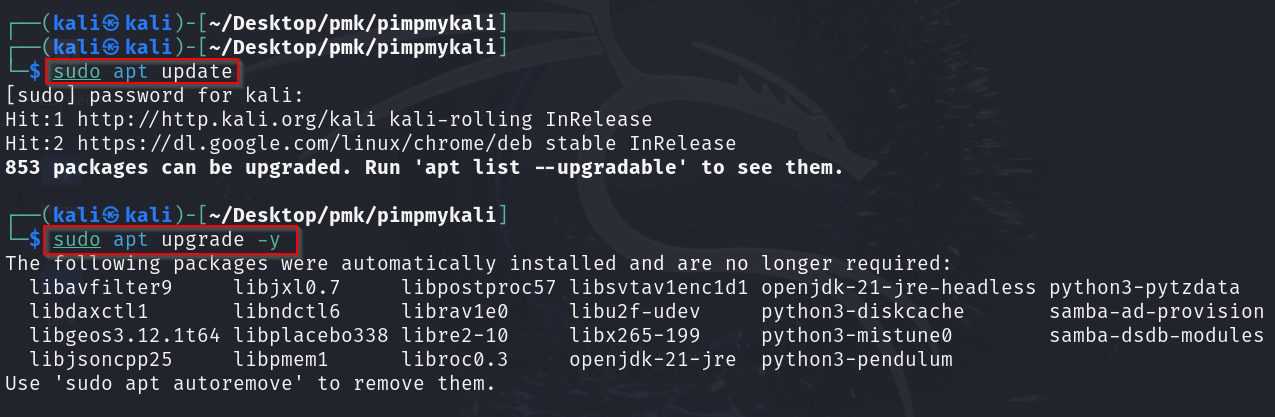 ┌──(kali㉿kali)-[~/Desktop/pmk/pimpmykali]
┌──(kali㉿kali)-[~/Desktop/pmk/pimpmykali]
└─$ sudo apt update
[sudo] password for kali:
Hit:1 http://http.kali.org/kali kali-rolling InRelease
Hit:2 https://dl.google.com/linux/chrome/deb stable InRelease
853 packages can be upgraded. Run 'apt list --upgradable' to see them.
┌──(kali㉿kali)-[~/Desktop/pmk/pimpmykali]
└─$ sudo apt upgrade -y
The following packages were automatically installed and are no longer required:
libavfilter9 libjxl0.7 libpostproc57 libsvtav1enc1d1 openjdk-21-jre-headless python3-pytzdata
libdaxctl1 libndctl6 librav1e0 libu2f-udev python3-diskcache samba-ad-provision
libgeos3.12.1t64 libplacebo338 libre2-10 libx265-199 python3-mistune0 samba-dsdb-modules
libjsoncpp25 libpmem1 libroc0.3 openjdk-21-jre python3-pendulum
Use 'sudo apt autoremove' to remove them.